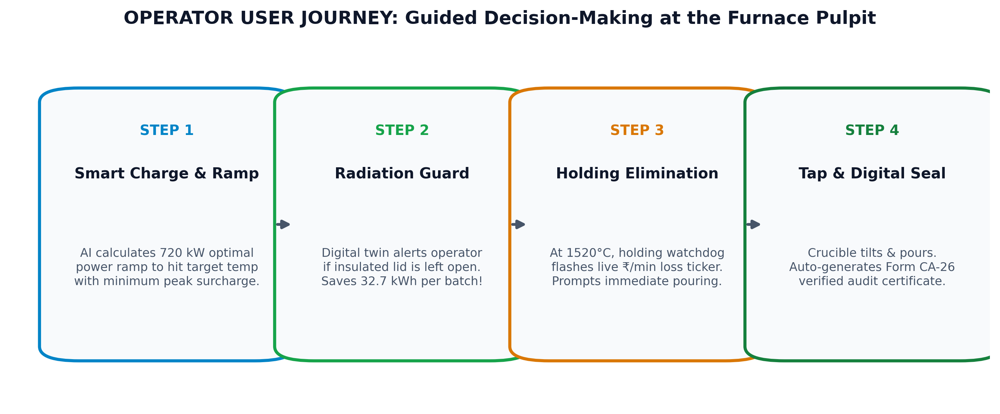 OPERATOR USER JOURNEY: Guided Decision-Making at the Furnace Pulpit
STEP 1
Smart Charge & Ramp
AI calculates 720 kW optimal
power ramp to hit target temp
with minimum peak surcharge.
STEP 2
Radiation Guard
Digital twin alerts operator
if insulated lid is left open.
Saves 32.7 kWh per batch!
STEP 3
Holding Elimination
At 1520°C, holding watchdog
flashes live ₹/min loss ticker.
Prompts immediate pouring.
STEP 4
Tap & Digital Seal
Crucible tilts & pours.
Auto-generates Form CA-26
verified audit certificate.